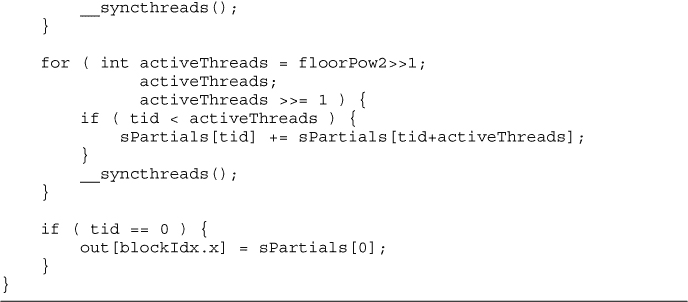 __syncthreads();
    }
    for ( int activeThreads = floorPow2>>1;
              activeThreads;
              activeThreads >>= 1 ) {
        if ( tid < activeThreads ) {
            sPartials[tid] += sPartials[tid+activeThreads];
        }
        __syncthreads();
    }
    if ( tid == 0 ) {
        out[blockIdx.x] = sPartials[0];
    }
}